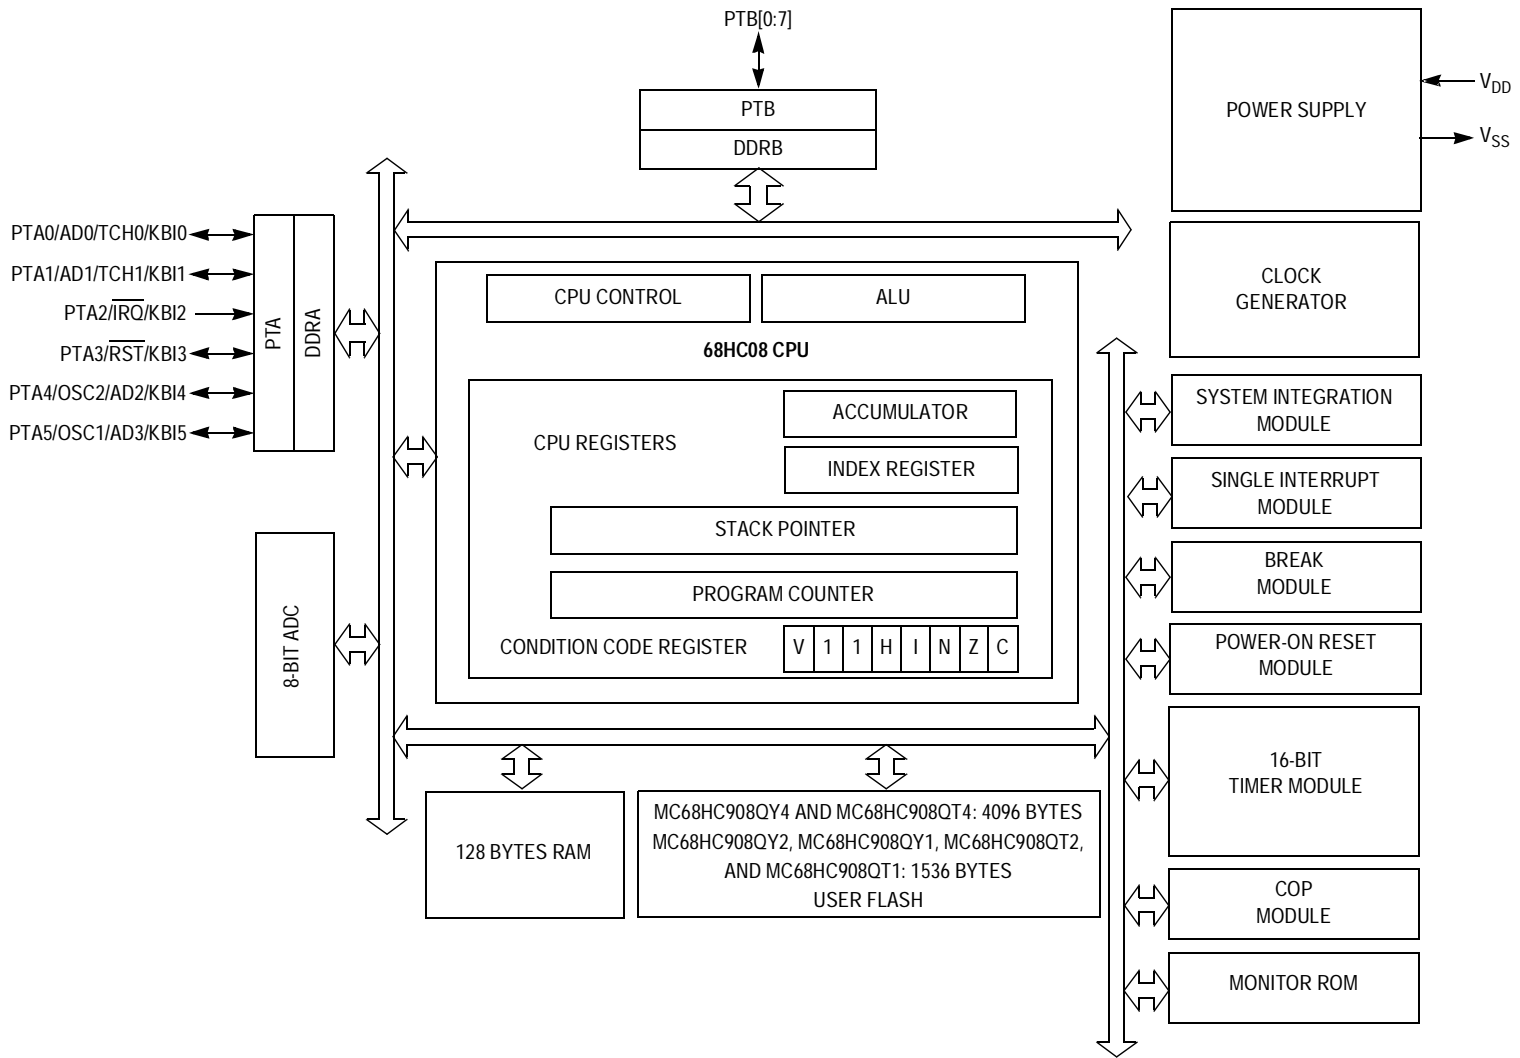 PTB[0:7]
PTB
DDRB
POWER SUPPLY
VDD
VSS
PTA0/AD0/TCH0/KBI0
PTA1/AD1/TCH1/KBI1
PTA2/IRQ/KBI2
PTA3/RST/KBI3
PTA4/OSC2/AD2/KBI4
PTA5/OSC1/AD3/KBI5
PTA
DDRA
CLOCK
GENERATOR
CPU CONTROL
ALU
68HC08 CPU
CPU REGISTERS
ACCUMULATOR
INDEX REGISTER
STACK POINTER
PROGRAM COUNTER
CONDITION CODE REGISTER
V 1 1 H I N Z C
8-BIT ADC
SYSTEM INTEGRATION
MODULE
SINGLE INTERRUPT
MODULE
BREAK
MODULE
POWER-ON RESET
MODULE
16-BIT
TIMER MODULE
COP
MODULE
MONITOR ROM
128 BYTES RAM
MC68HC908QY4 AND MC68HC908QT4: 4096 BYTES
MC68HC908QY2, MC68HC908QY1, MC68HC908QT2,
AND MC68HC908QT1: 1536 BYTES
USER FLASH